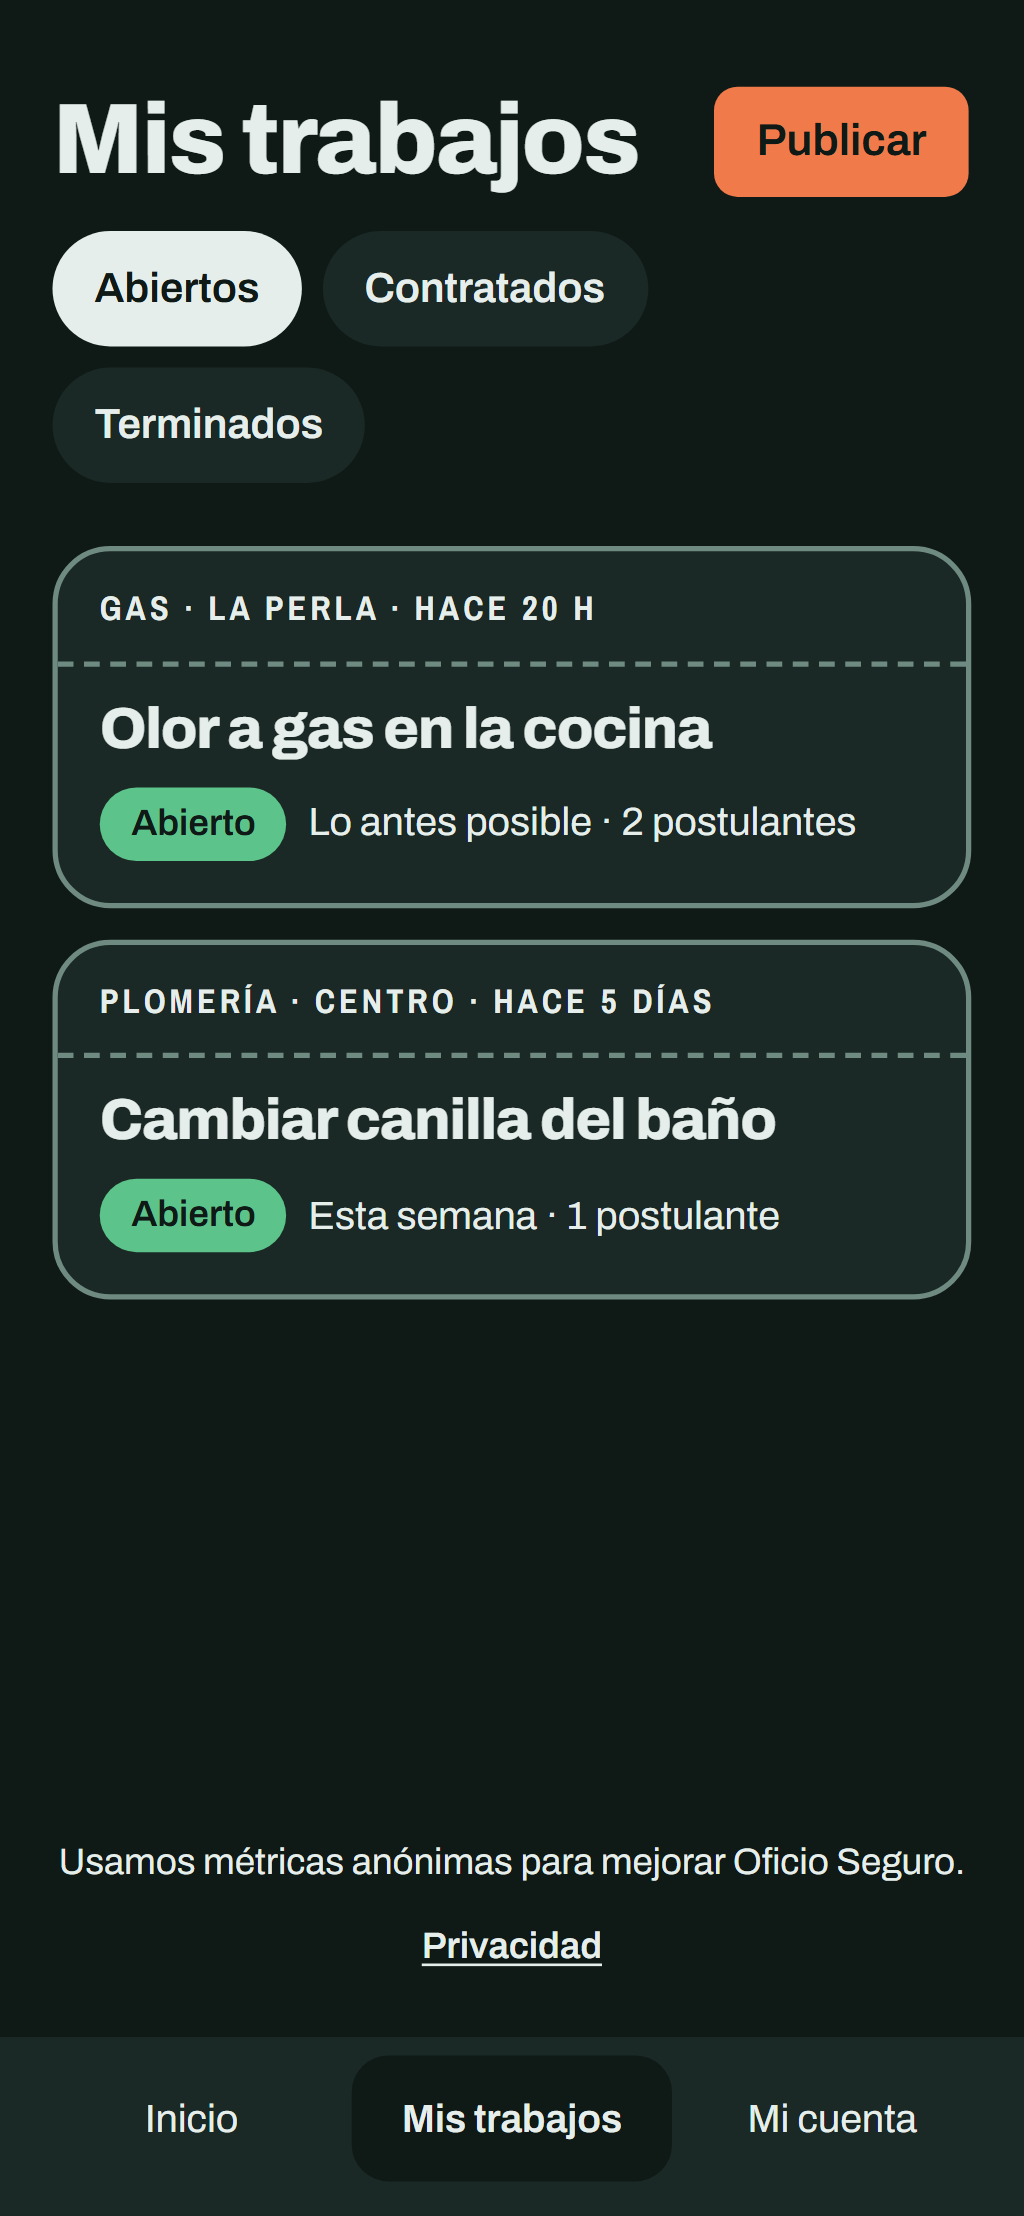 Mis trabajos
Publicar
Abiertos
Contratados
Terminados
GAS · LA PERLA · HACE 20 H
Olor a gas en la cocina
Abierto
Lo antes posible · 2 postulantes
PLOMERÍA · CENTRO · HACE 5 DÍAS
Cambiar canilla del baño
Abierto
Esta semana · 1 postulante
Usamos métricas anónimas para mejorar Oficio Seguro.
Privacidad
Inicio
Mis trabajos
Mi cuenta